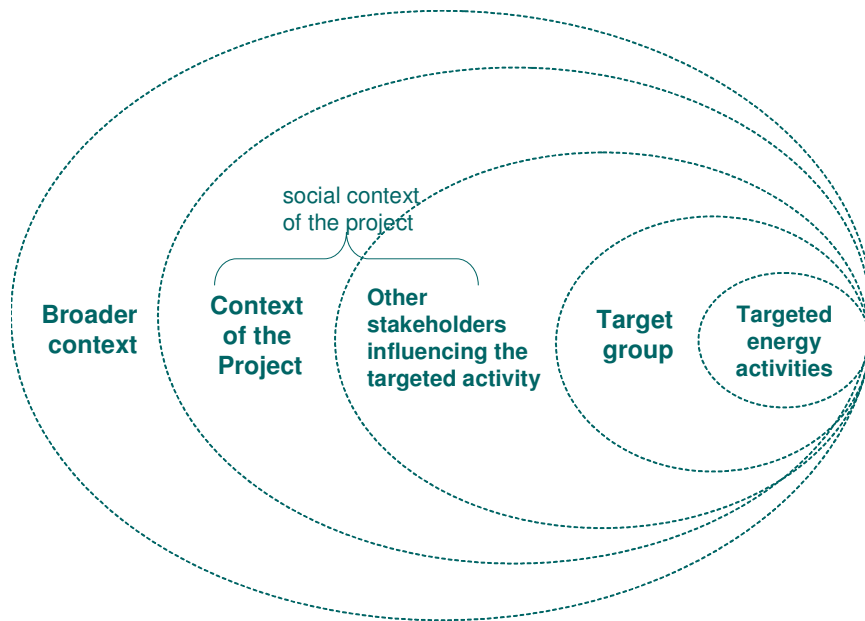 social context
of the project
Broader
context
Context
of the
Project
Other
stakeholders
influencing the
targeted activity
Target
group
Targeted
energy
activities